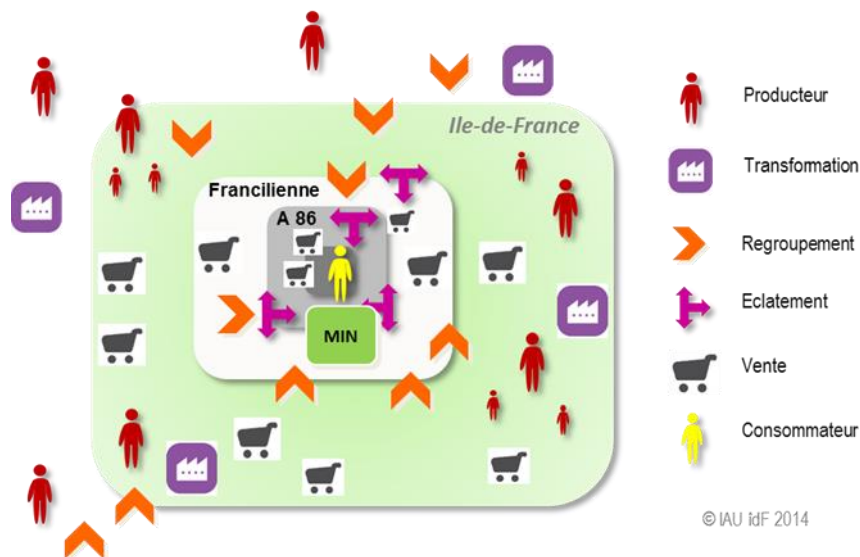 Ile-de-France
Francilienne
A 86
MIN
Producteur
Transformation
Regroupement
Eclatement
Vente
Consommateur
© IAU idF 2014